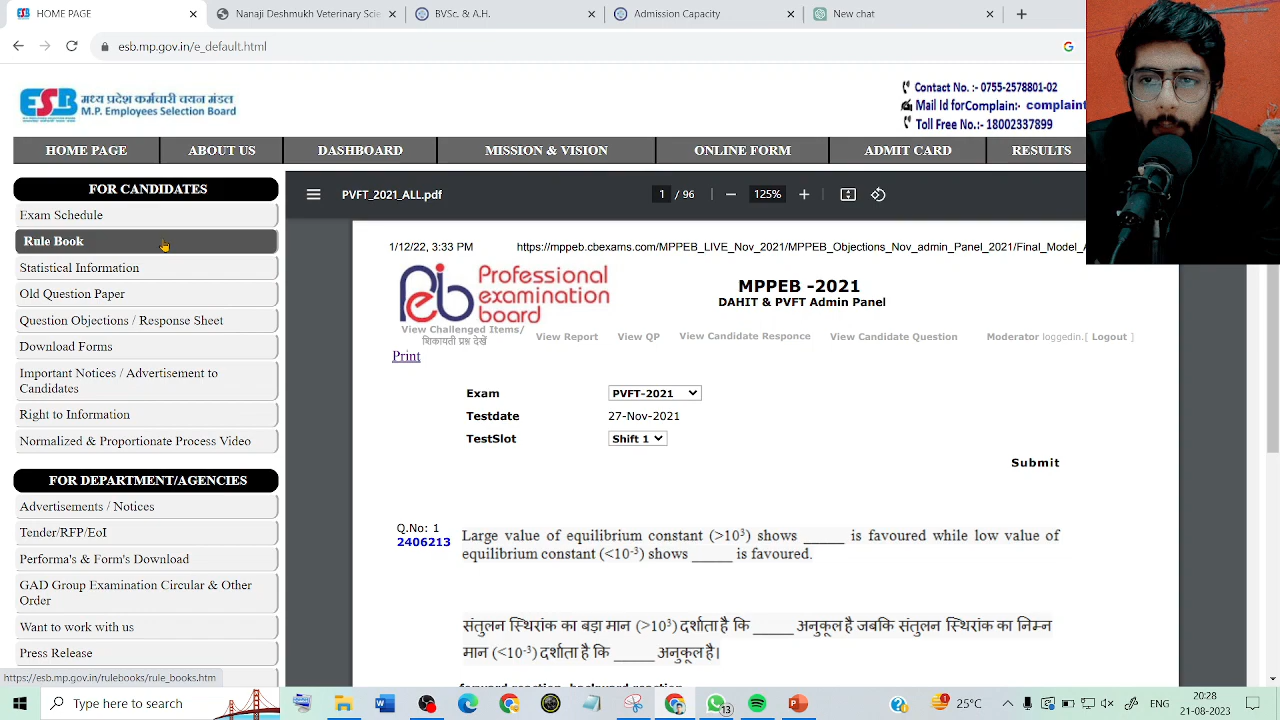 HOME PAGE
Nanaji Deshmukh Veterinary Scie
BVSc. & A.H.
Admission Capacity
New chat
esb.mp.gov.in/e_default.html
ESB
मध्य प्रदेश कर्मचारी चयन मंडल
M.P. Employees Selection Board
Contact No. :- 0755-2578801-02
Mail Id forComplain:- complaint
Toll Free No.:- 18002337899
HOME PAGE
ABOUT US
DASHBOARD
MISSION & VISION
ONLINE FORM
ADMIT CARD
RESULTS
FOR CANDIDATES
Exam Schedule
Rule Book
Statistical Information
Old Question Paper
Question Objections / Response Sheet
Download Forms
Important Notices / Advertisement to
Candidates
Right to Information
Normalized & Proportionate Process Video
FOR DEPARTMENT/AGENCIES
Advertisements / Notices
Tender/RFP/EoI
Performa's & Form's Download
GAD Group Examination Circular & Other
Order
Want to work with us
Press Release
https://mppeb.gov.in/rulebooks/rule_books.htm
PVFT_2021_ALL.pdf
1 / 96
125%
1/12/22, 3:33 PM
https://mppeb.cbexams.com/MPPEB_LIVE_Nov_2021/MPPEB_Objections_Nov_admin_Panel_2021/Final_Model_A
Peb
Professional
examination
board
MPPEB -2021
DAHIT & PVFT Admin Panel
View Challenged Items/
शिकायती प्रश्न देखें
View Report
View QP
View Candidate Responce
View Candidate Question
Moderator loggedin.[ Logout ]
Print
Exam PVFT-2021
Testdate 27-Nov-2021
TestSlot Shift 1
Submit
Q.No: 1
2406213
Large value of equilibrium constant (>10³) shows _____ is favoured while low value of
equilibrium constant (<10⁻³) shows _____ is favoured.
संतुलन स्थिरांक का बड़ा मान (>10³) दर्शाता है कि _____ अनुकूल है जबकि संतुलन स्थिरांक का निम्न
मान (<10⁻³) दर्शाता है कि _____ अनुकूल है।
Type here to search
13
25°C
ENG
20:28
21-08-2023